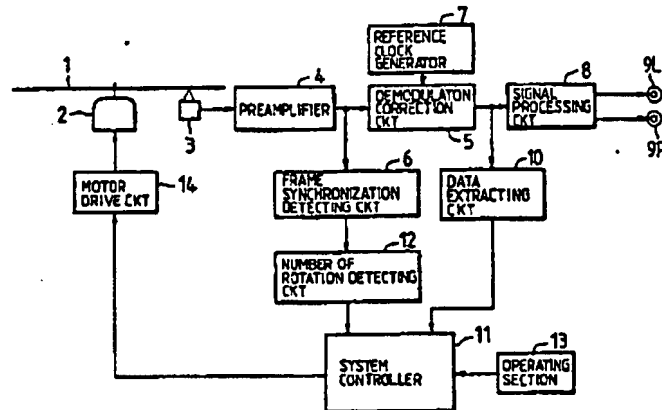 7
REFERENCE
CLOCK
GENERATOR
1
4
8
9L
PREAMPLIFIER
DEMODULATON
CORRECTION
CKT
SIGNAL
PROCESSING
CKT
2
3
5
9R
6
10
MOTOR
DRIVE CKT
14
FRAME
SYNCHRONIZATION
DETECTING CKT
DATA
EXTRACTING
CKT
12
NUMBER OF
ROTATION DETECTING
CKT
11
13
SYSTEM
CONTROLLER
OPERATING
SECTION